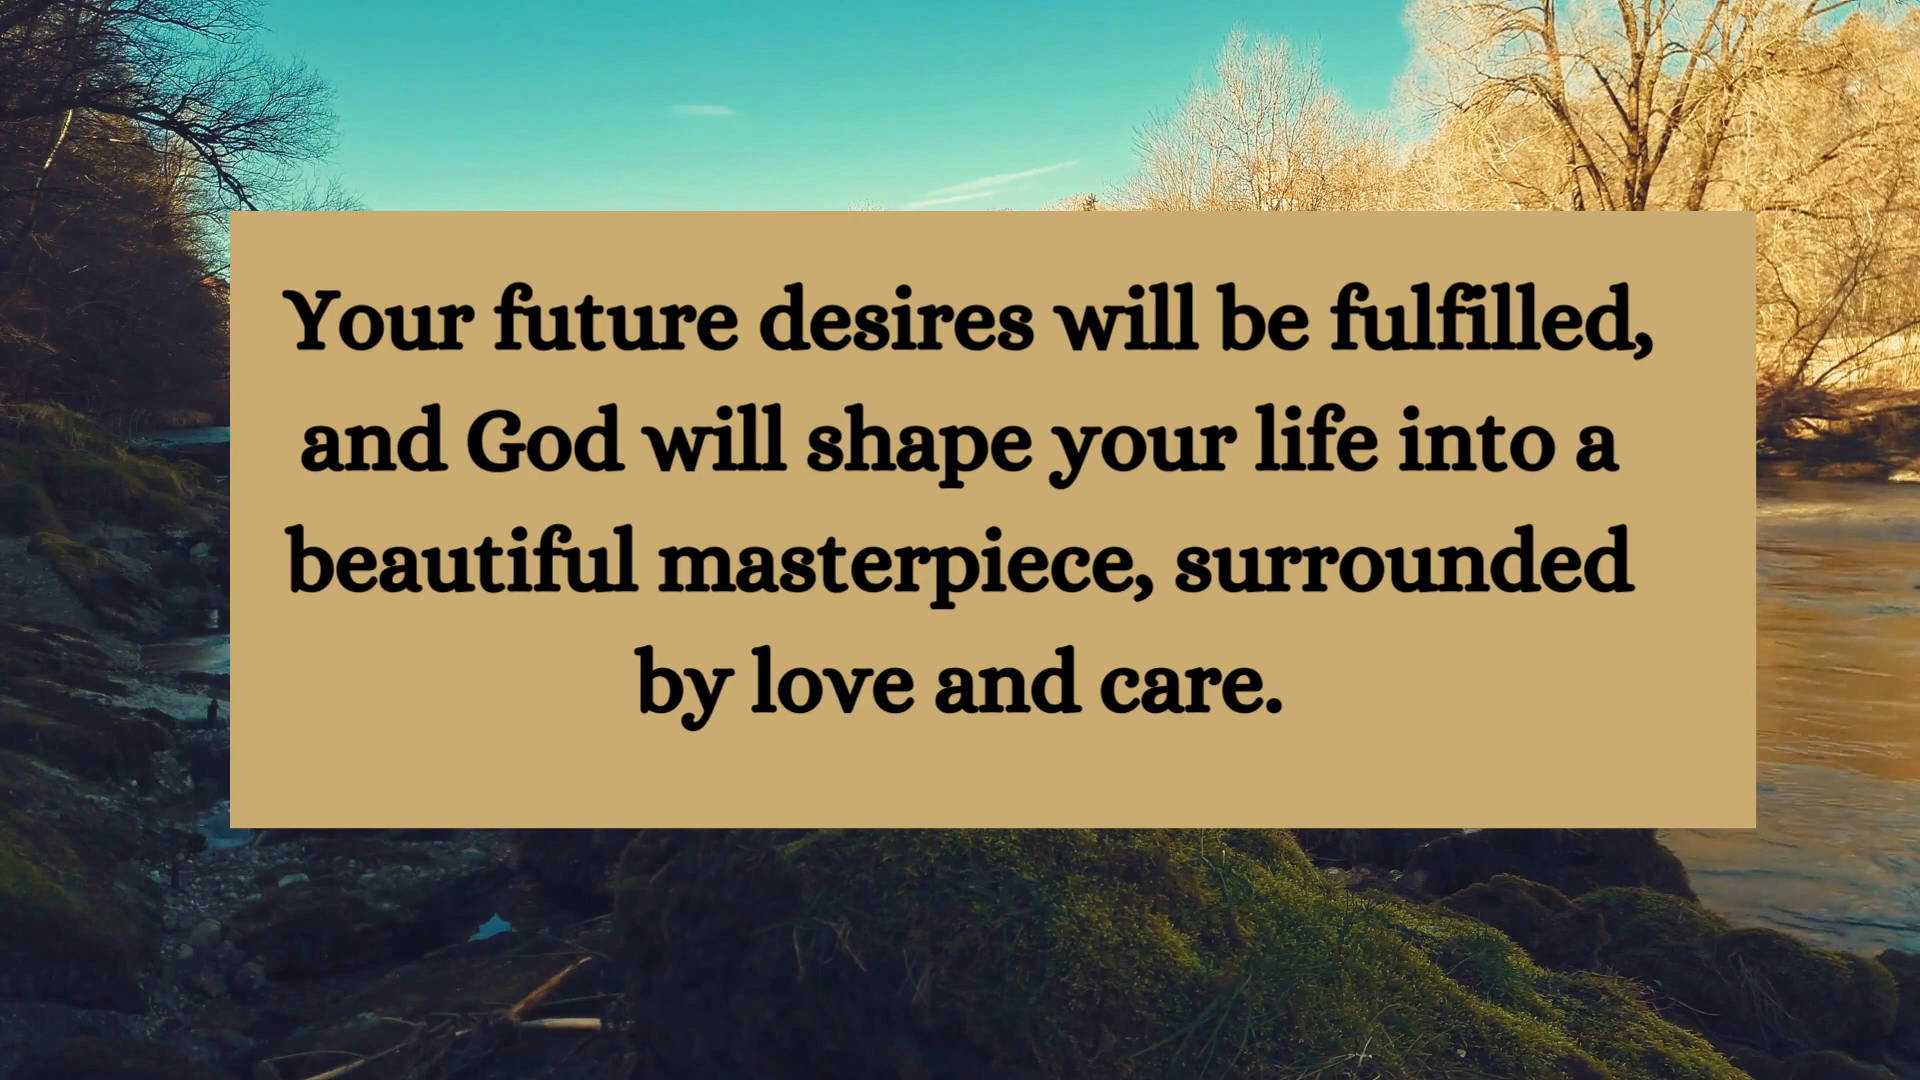 Your future desires will be fulfilled,
and God will shape your life into a
beautiful masterpiece, surrounded
by love and care.